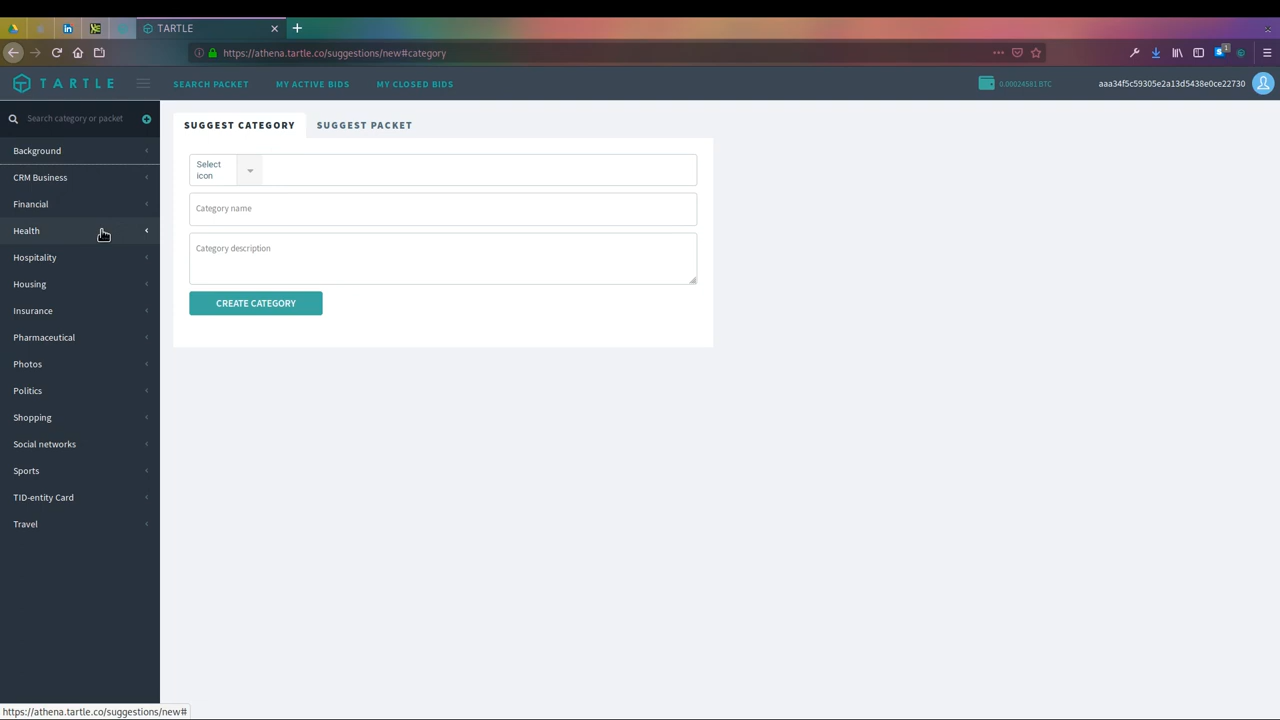 TARTLE
https://athena.tartle.co/suggestions/new#category
TARTLE
SEARCH PACKET
MY ACTIVE BIDS
MY CLOSED BIDS
0.00024581 BTC
aaa34f5c59305e2a13d5438e0ce22730
Search category or packet
Background
CRM Business
Financial
Health
Hospitality
Housing
Insurance
Pharmaceutical
Photos
Politics
Shopping
Social networks
Sports
TID-entity Card
Travel
SUGGEST CATEGORY
SUGGEST PACKET
Select
icon
Category name
Category description
CREATE CATEGORY
https://athena.tartle.co/suggestions/new#